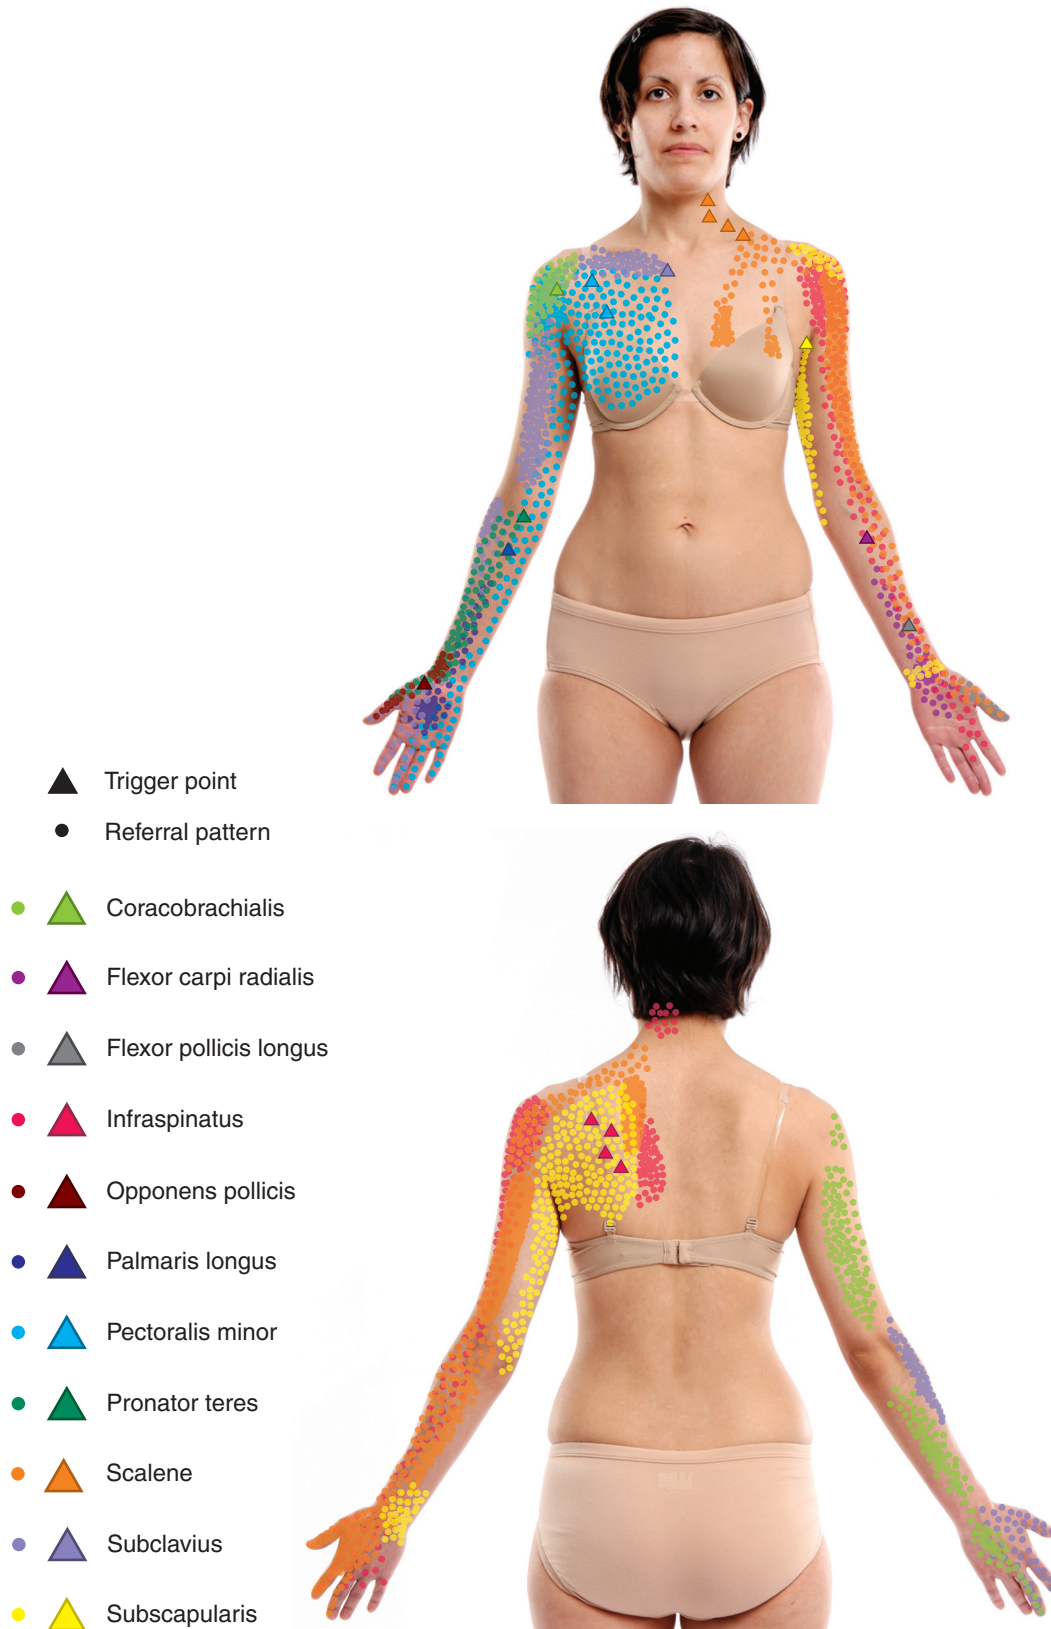 Trigger point
Referral pattern
Coracobrachialis
Flexor carpi radialis
Flexor pollicis longus
Infraspinatus
Opponens pollicis
Palmaris longus
Pectoralis minor
Pronator teres
Scalene
Subclavius
Subscapularis